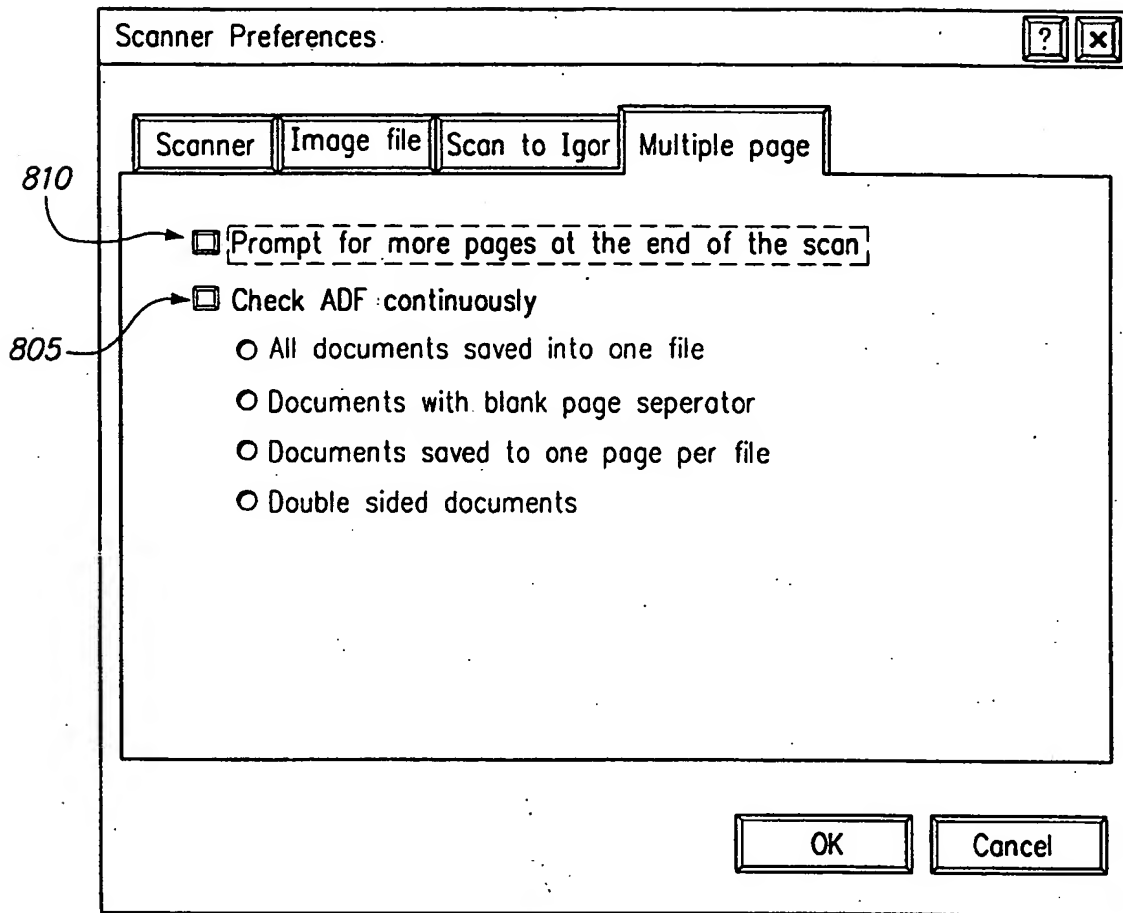 Scanner Preferences ? ×
Scanner Image file Scan to Igor Multiple page
810
Prompt for more pages at the end of the scan
Check ADF continuously
805
All documents saved into one file
Documents with blank page seperator
Documents saved to one page per file
Double sided documents
OK Cancel